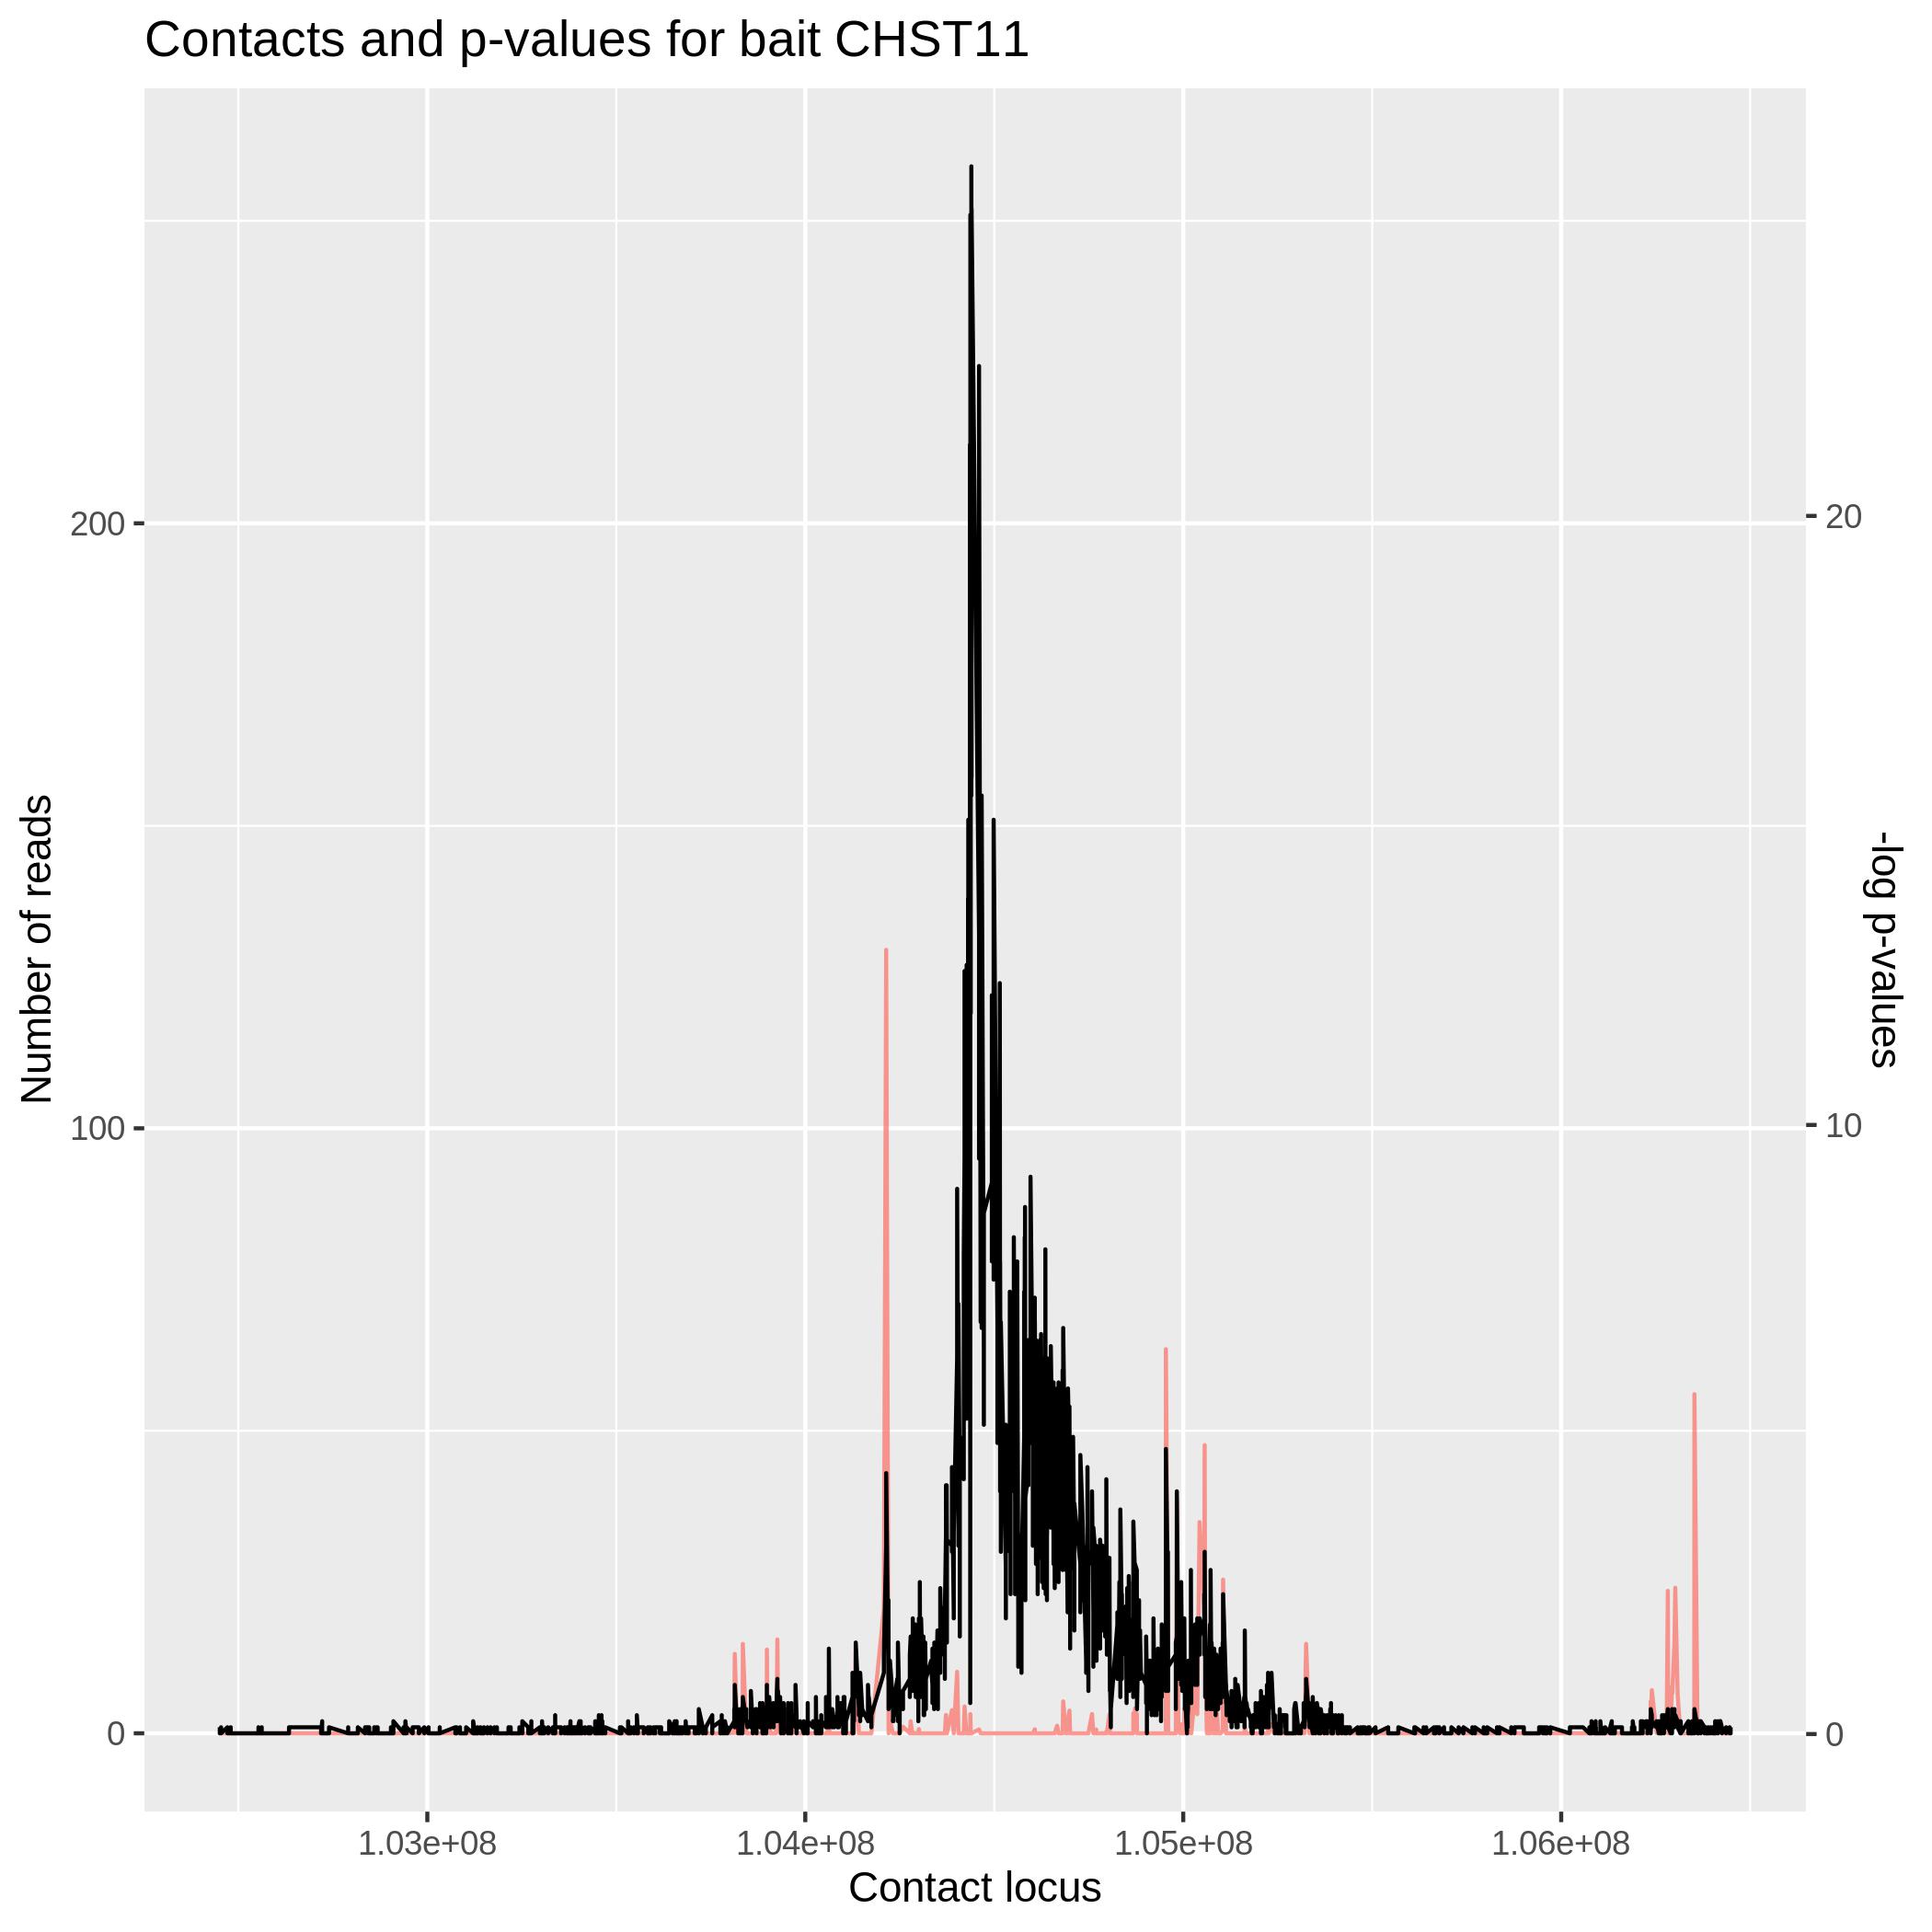 Contacts and p-values for bait CHST11
Number of reads
200
100
0
20
10
0
-log p-values
1.03e+08
1.04e+08
1.05e+08
1.06e+08
Contact locus